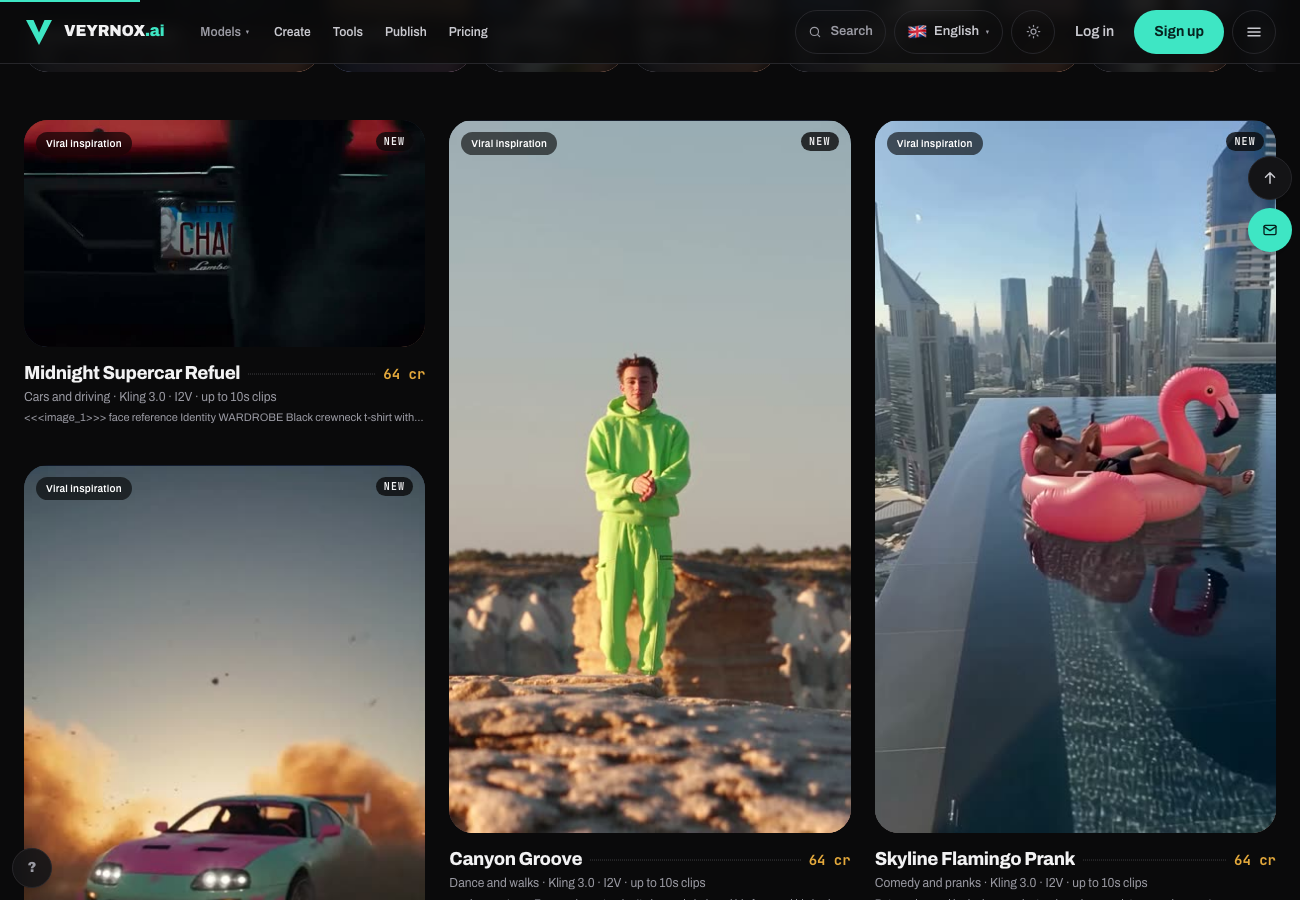 VEYRNOX.ai
Models
Create
Tools
Publish
Pricing
Search
English
Log in
Sign up
Viral inspiration
NEW
Viral inspiration
NEW
Viral inspiration
NEW
Midnight Supercar Refuel 64 cr
Cars and driving · Kling 3.0 · I2V · up to 10s clips
<<<image_1>>> face reference Identity WARDROBE Black crewneck t-shirt with...
Viral inspiration
NEW
?
Canyon Groove 64 cr
Dance and walks · Kling 3.0 · I2V · up to 10s clips
Skyline Flamingo Prank 64 cr
Comedy and pranks · Kling 3.0 · I2V · up to 10s clips